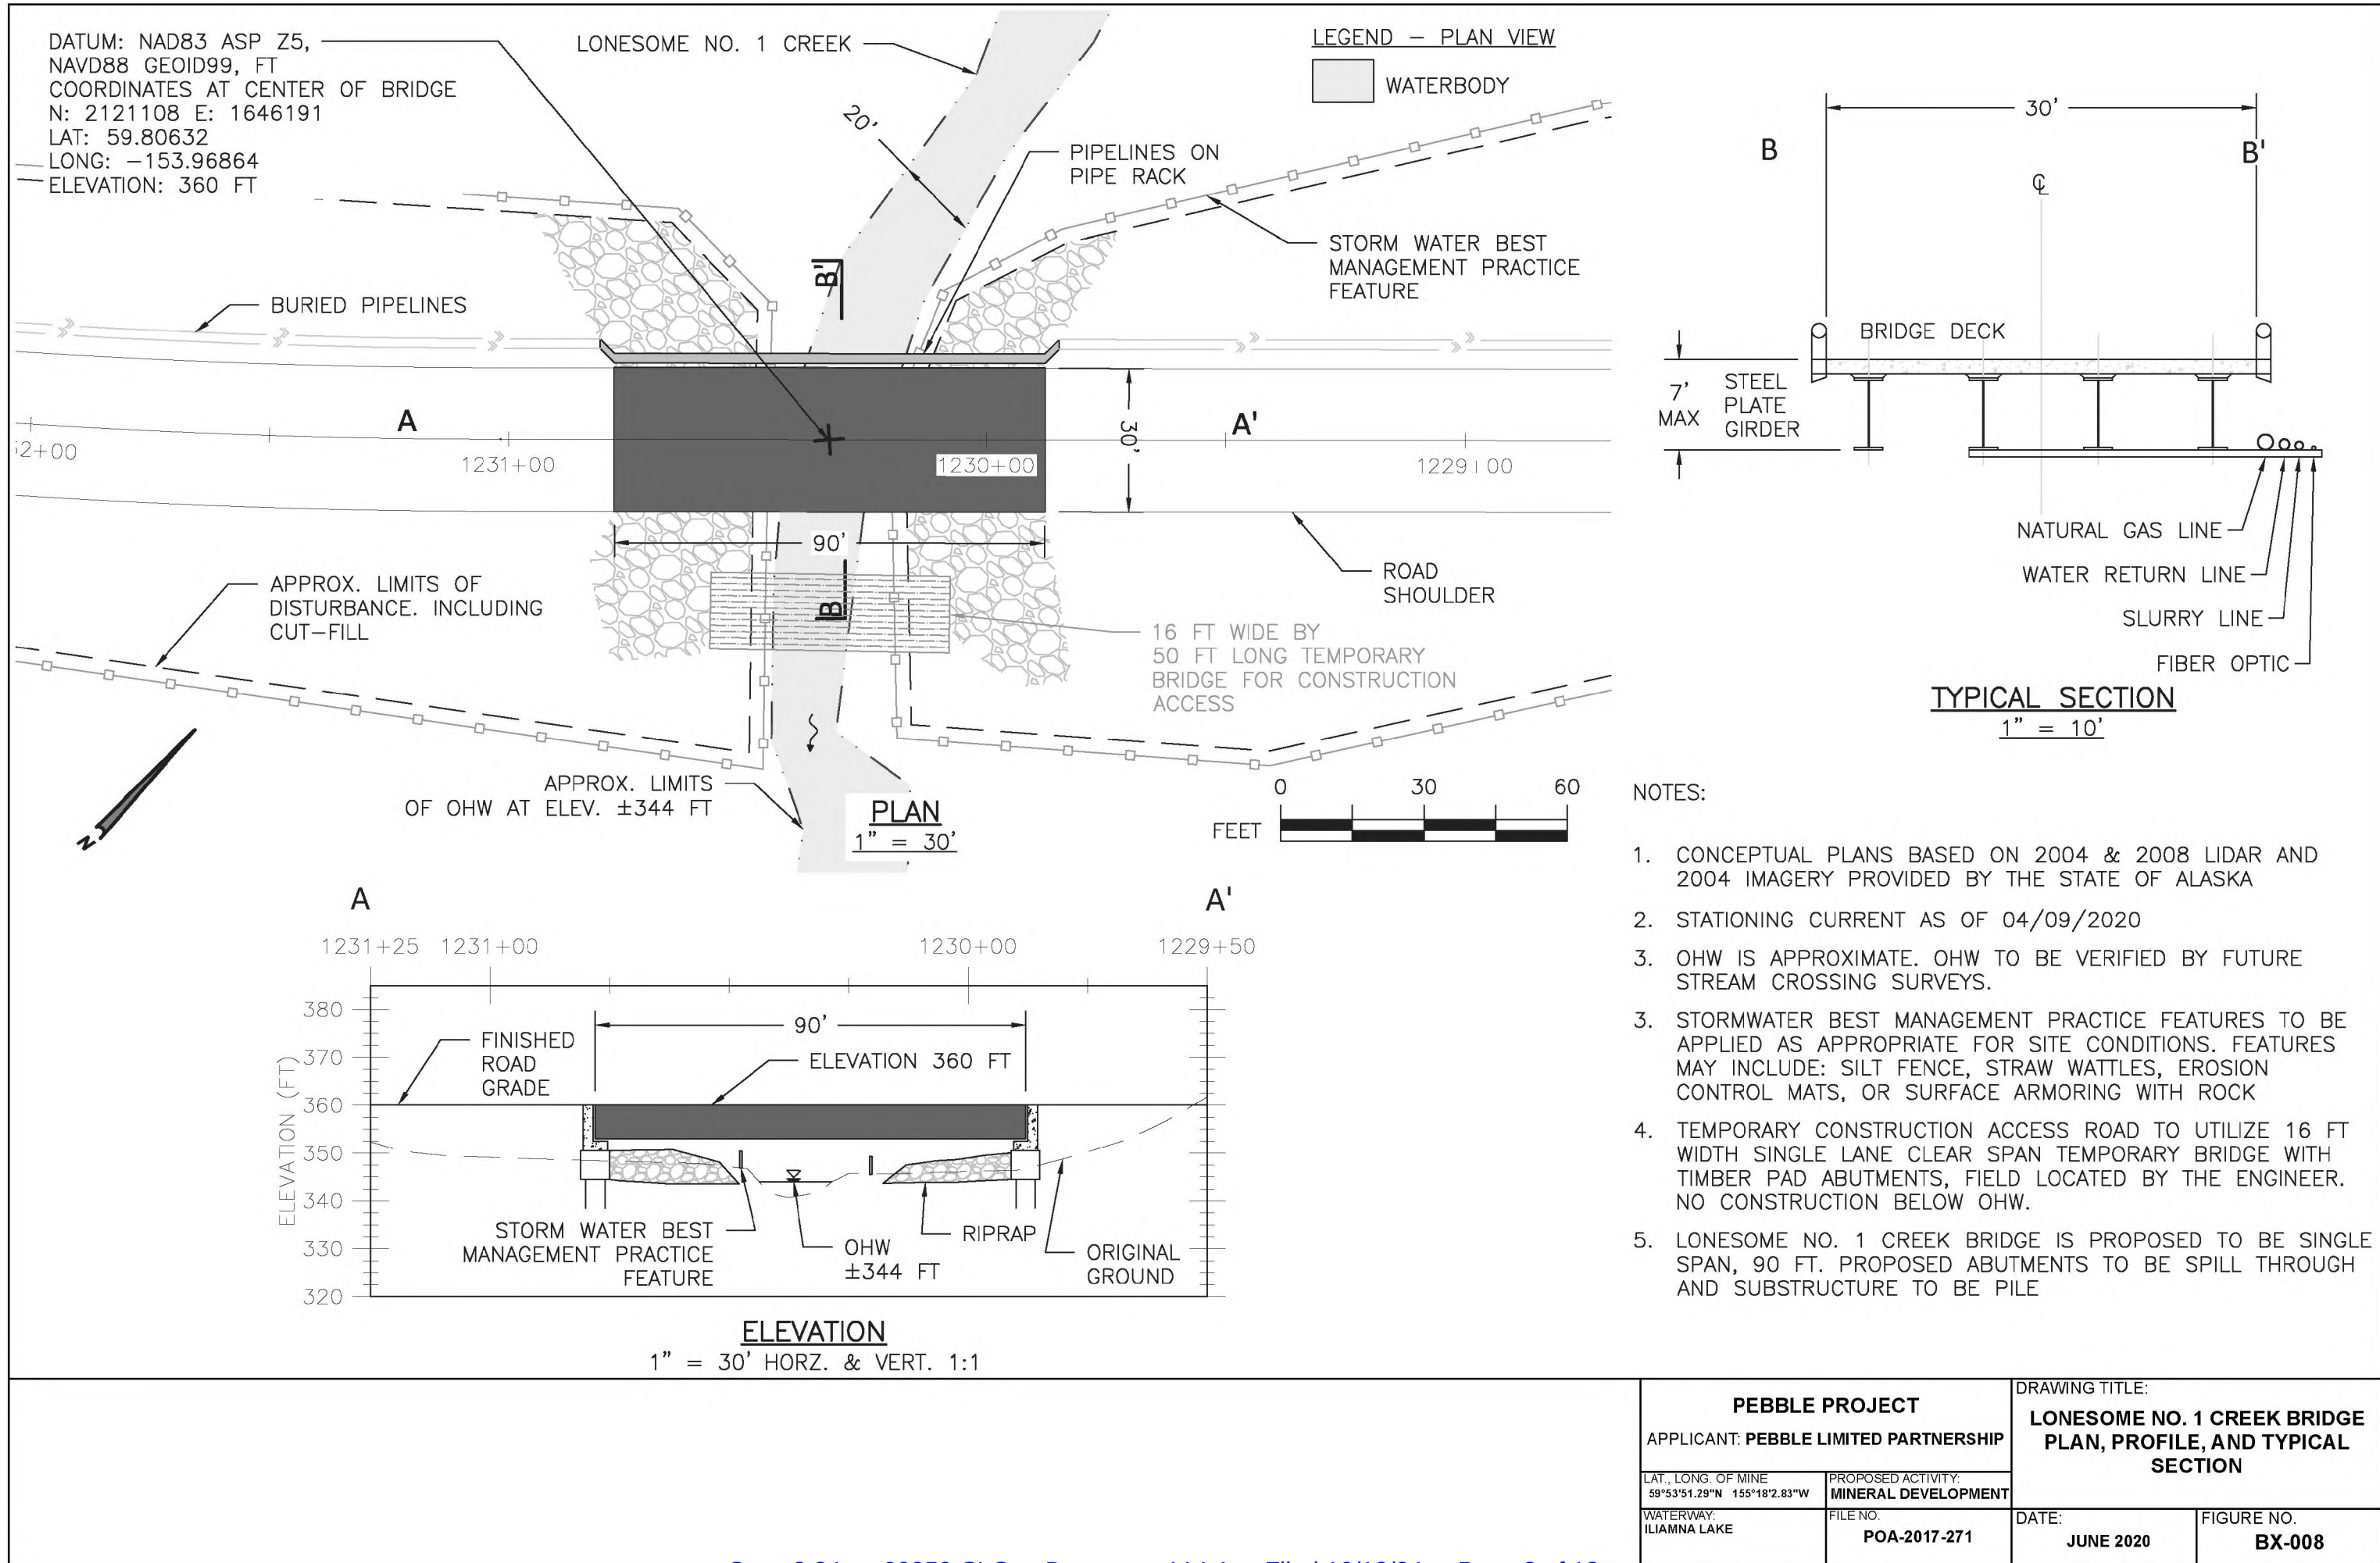 DATUM: NAD83 ASP Z5,
NAVD88 GEOID99, FT
COORDINATES AT CENTER OF BRIDGE
N: 2121108 E: 1646191
LAT: 59.80632
LONG: −153.96864
ELEVATION: 360 FT
LONESOME NO. 1 CREEK
20'
LEGEND – PLAN VIEW
WATERBODY
PIPELINES ON
PIPE RACK
STORM WATER BEST
MANAGEMENT PRACTICE
FEATURE
BURIED PIPELINES
B'
A
A'
30'
2+00
1231+00
1230+00
1229+00
90'
B
ROAD
SHOULDER
APPROX. LIMITS OF
DISTURBANCE. INCLUDING
CUT–FILL
16 FT WIDE BY
50 FT LONG TEMPORARY
BRIDGE FOR CONSTRUCTION
ACCESS
N
APPROX. LIMITS
OF OHW AT ELEV. ±344 FT
PLAN
1" = 30'
0 30 60
FEET
30'
B
B'
℄
BRIDGE DECK
7'
MAX
STEEL
PLATE
GIRDER
NATURAL GAS LINE
WATER RETURN LINE
SLURRY LINE
FIBER OPTIC
TYPICAL SECTION
1" = 10'
A
A'
1231+25 1231+00 1230+00 1229+50
ELEVATION (FT)
380
370
360
350
340
330
320
90'
FINISHED
ROAD
GRADE
ELEVATION 360 FT
STORM WATER BEST
MANAGEMENT PRACTICE
FEATURE
OHW
±344 FT
RIPRAP
ORIGINAL
GROUND
ELEVATION
1" = 30' HORZ. & VERT. 1:1
NOTES:
1. CONCEPTUAL PLANS BASED ON 2004 & 2008 LIDAR AND
2004 IMAGERY PROVIDED BY THE STATE OF ALASKA
2. STATIONING CURRENT AS OF 04/09/2020
3. OHW IS APPROXIMATE. OHW TO BE VERIFIED BY FUTURE
STREAM CROSSING SURVEYS.
3. STORMWATER BEST MANAGEMENT PRACTICE FEATURES TO BE
APPLIED AS APPROPRIATE FOR SITE CONDITIONS. FEATURES
MAY INCLUDE: SILT FENCE, STRAW WATTLES, EROSION
CONTROL MATS, OR SURFACE ARMORING WITH ROCK
4. TEMPORARY CONSTRUCTION ACCESS ROAD TO UTILIZE 16 FT
WIDTH SINGLE LANE CLEAR SPAN TEMPORARY BRIDGE WITH
TIMBER PAD ABUTMENTS, FIELD LOCATED BY THE ENGINEER.
NO CONSTRUCTION BELOW OHW.
5. LONESOME NO. 1 CREEK BRIDGE IS PROPOSED TO BE SINGLE
SPAN, 90 FT. PROPOSED ABUTMENTS TO BE SPILL THROUGH
AND SUBSTRUCTURE TO BE PILE
PEBBLE PROJECT
APPLICANT: PEBBLE LIMITED PARTNERSHIP
LAT., LONG. OF MINE
59°53'51.29"N 155°18'2.83"W
PROPOSED ACTIVITY:
MINERAL DEVELOPMENT
WATERWAY:
ILIAMNA LAKE
FILE NO.
POA-2017-271
DRAWING TITLE:
LONESOME NO. 1 CREEK BRIDGE
PLAN, PROFILE, AND TYPICAL
SECTION
DATE:
JUNE 2020
FIGURE NO.
BX-008